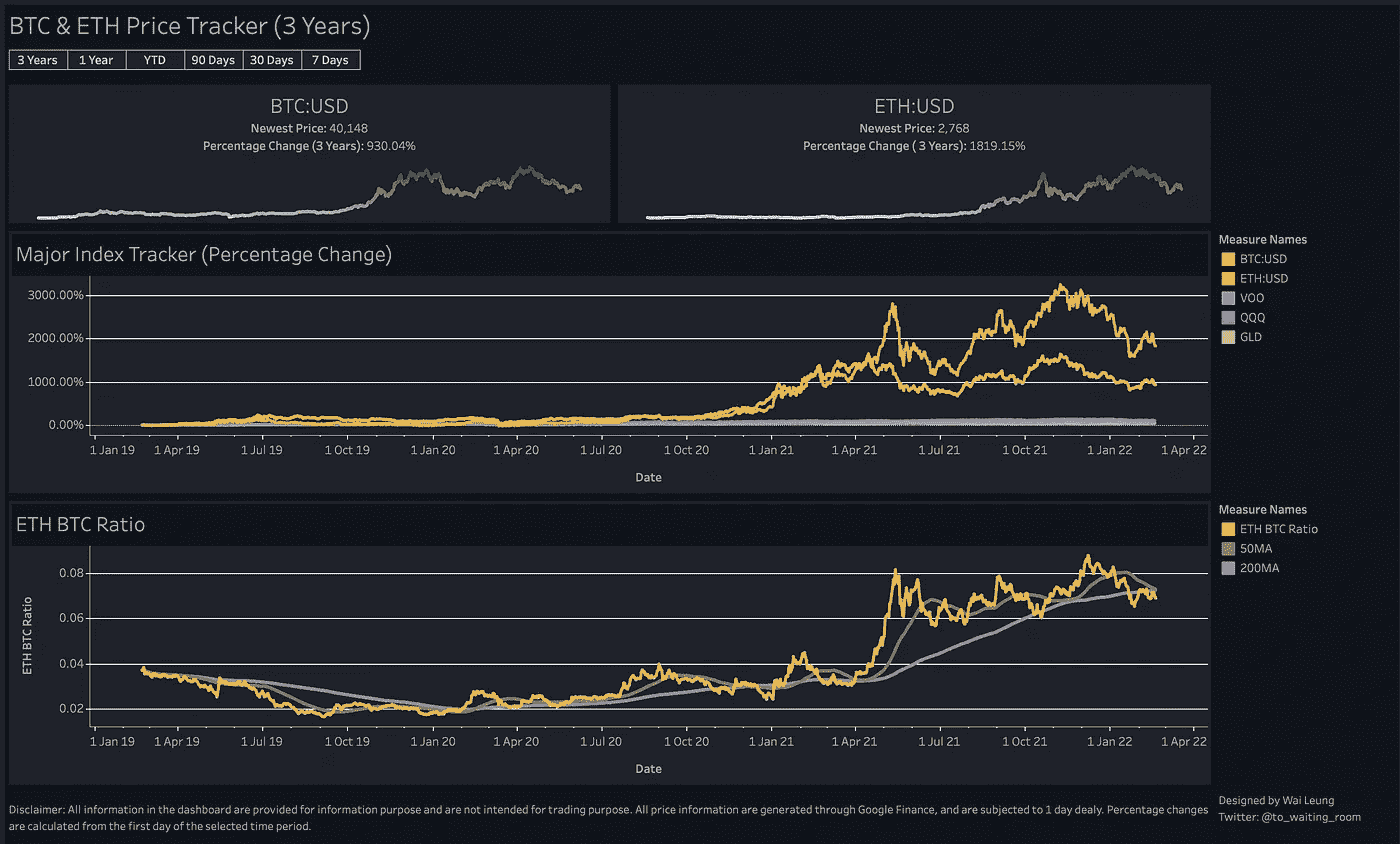 BTC & ETH Price Tracker (3 Years)
3 Years 1 Year YTD 90 Days 30 Days 7 Days
BTC:USD
Newest Price: 40,148
Percentage Change (3 Years): 930.04%
ETH:USD
Newest Price: 2,768
Percentage Change ( 3 Years): 1819.15%
Major Index Tracker (Percentage Change)
3000.00%
2000.00%
1000.00%
0.00%
1 Jan 19 1 Apr 19 1 Jul 19 1 Oct 19 1 Jan 20 1 Apr 20 1 Jul 20 1 Oct 20 1 Jan 21 1 Apr 21 1 Jul 21 1 Oct 21 1 Jan 22 1 Apr 22
Date
Measure Names
BTC:USD
ETH:USD
VOO
QQQ
GLD
ETH BTC Ratio
ETH BTC Ratio
0.08
0.06
0.04
0.02
1 Jan 19 1 Apr 19 1 Jul 19 1 Oct 19 1 Jan 20 1 Apr 20 1 Jul 20 1 Oct 20 1 Jan 21 1 Apr 21 1 Jul 21 1 Oct 21 1 Jan 22 1 Apr 22
Date
Measure Names
ETH BTC Ratio
50MA
200MA
Disclaimer: All information in the dashboard are provided for information purpose and are not intended for trading purpose. All price information are generated through Google Finance, and are subjected to 1 day dealy. Percentage changes
are calculated from the first day of the selected time period.
Designed by Wai Leung
Twitter: @to_waiting_room